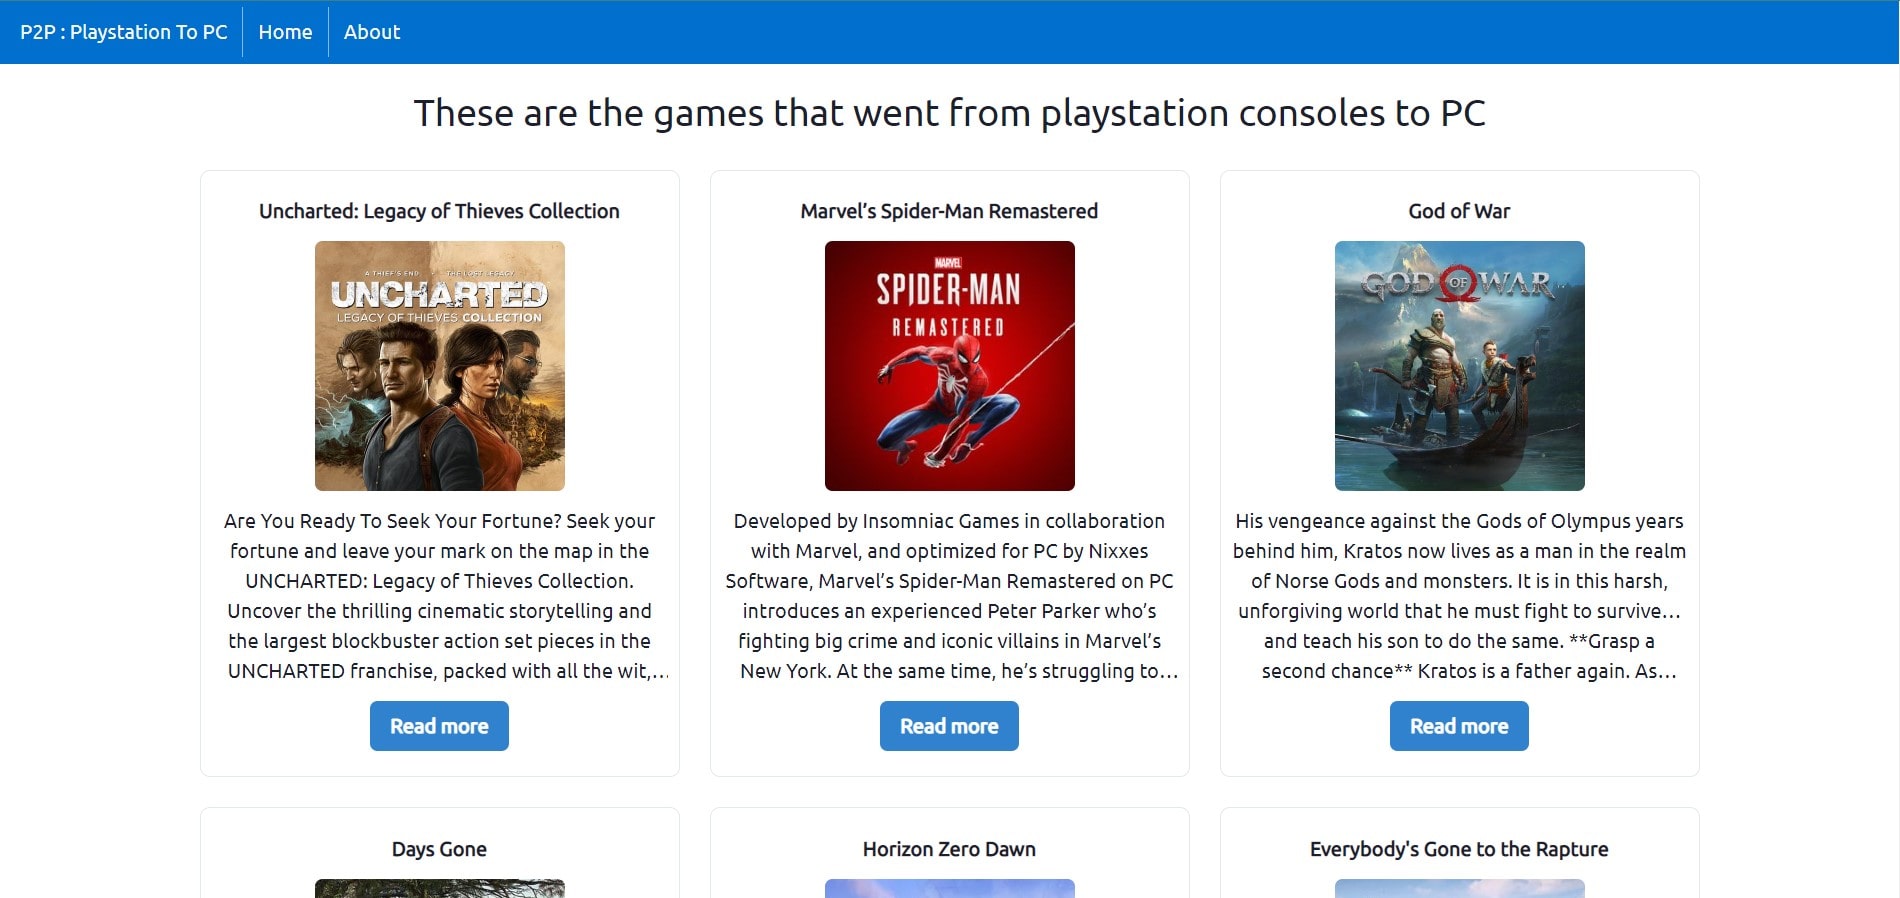 P2P : Playstation To PC
Home
About
These are the games that went from playstation consoles to PC
Uncharted: Legacy of Thieves Collection
A THIEF'S END
THE LOST LEGACY
UNCHARTED
LEGACY OF THIEVES COLLECTION
Are You Ready To Seek Your Fortune? Seek your
fortune and leave your mark on the map in the
UNCHARTED: Legacy of Thieves Collection.
Uncover the thrilling cinematic storytelling and
the largest blockbuster action set pieces in the
UNCHARTED franchise, packed with all the wit,…
Read more
Marvel’s Spider-Man Remastered
MARVEL
SPIDER-MAN
REMASTERED
Developed by Insomniac Games in collaboration
with Marvel, and optimized for PC by Nixxes
Software, Marvel’s Spider-Man Remastered on PC
introduces an experienced Peter Parker who’s
fighting big crime and iconic villains in Marvel’s
New York. At the same time, he’s struggling to…
Read more
God of War
GOD OF WAR
His vengeance against the Gods of Olympus years
behind him, Kratos now lives as a man in the realm
of Norse Gods and monsters. It is in this harsh,
unforgiving world that he must fight to survive…
and teach his son to do the same. **Grasp a
second chance** Kratos is a father again. As…
Read more
Days Gone
Horizon Zero Dawn
Everybody's Gone to the Rapture